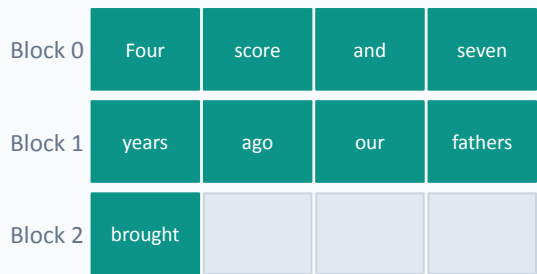 Block 0 Four score and seven
Block 1 years ago our fathers
Block 2 brought